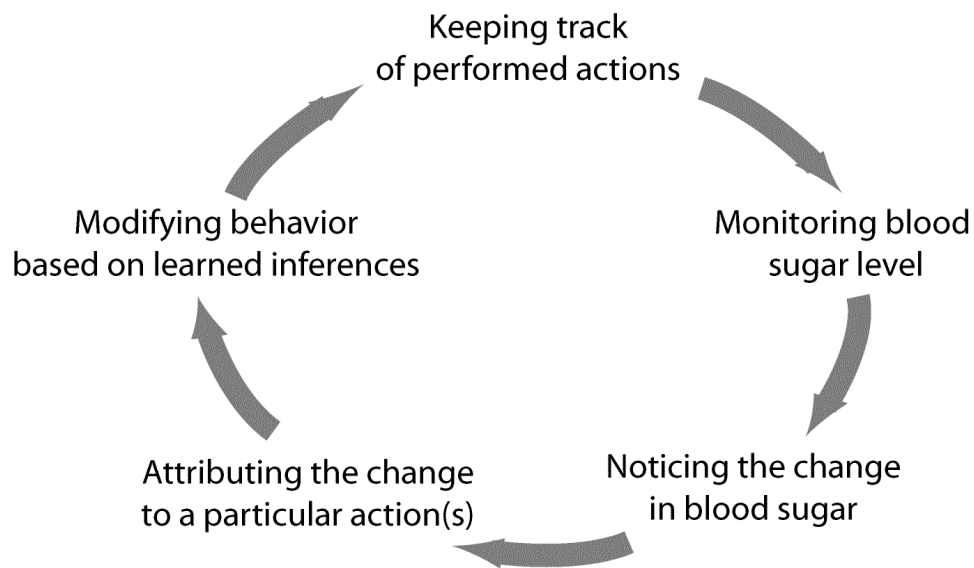 Keeping track
of performed actions
Monitoring blood
sugar level
Noticing the change
in blood sugar
Attributing the change
to a particular action(s)
Modifying behavior
based on learned inferences